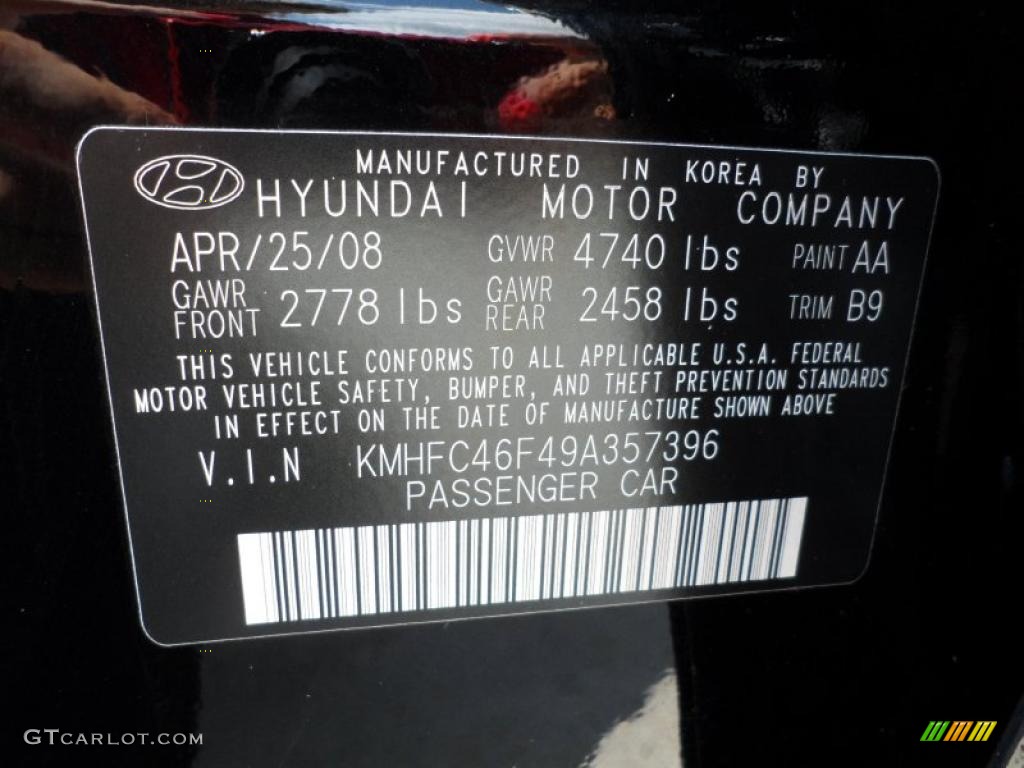 MANUFACTURED IN KOREA BY
HYUNDAI MOTOR COMPANY
APR/25/08 GVWR 4740 lbs PAINT AA
GAWR FRONT 2778 lbs GAWR REAR 2458 lbs TRIM B9
THIS VEHICLE CONFORMS TO ALL APPLICABLE U.S.A. FEDERAL
MOTOR VEHICLE SAFETY, BUMPER, AND THEFT PREVENTION STANDARDS
IN EFFECT ON THE DATE OF MANUFACTURE SHOWN ABOVE
V.I.N KMHFC46F49A357396
PASSENGER CAR
GTCARLOT.COM